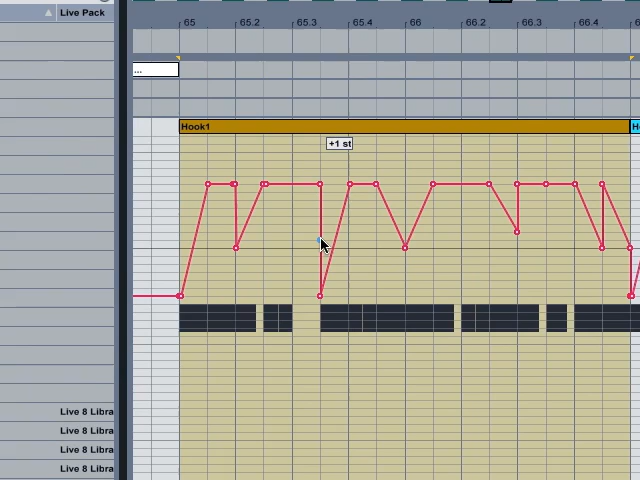 Live Pack
65
65.2
65.3
65.4
66
66.2
66.3
66.4
...
Hook1
+1 st
Live 8 Libra
Live 8 Libra
Live 8 Libra
Live 8 Libra